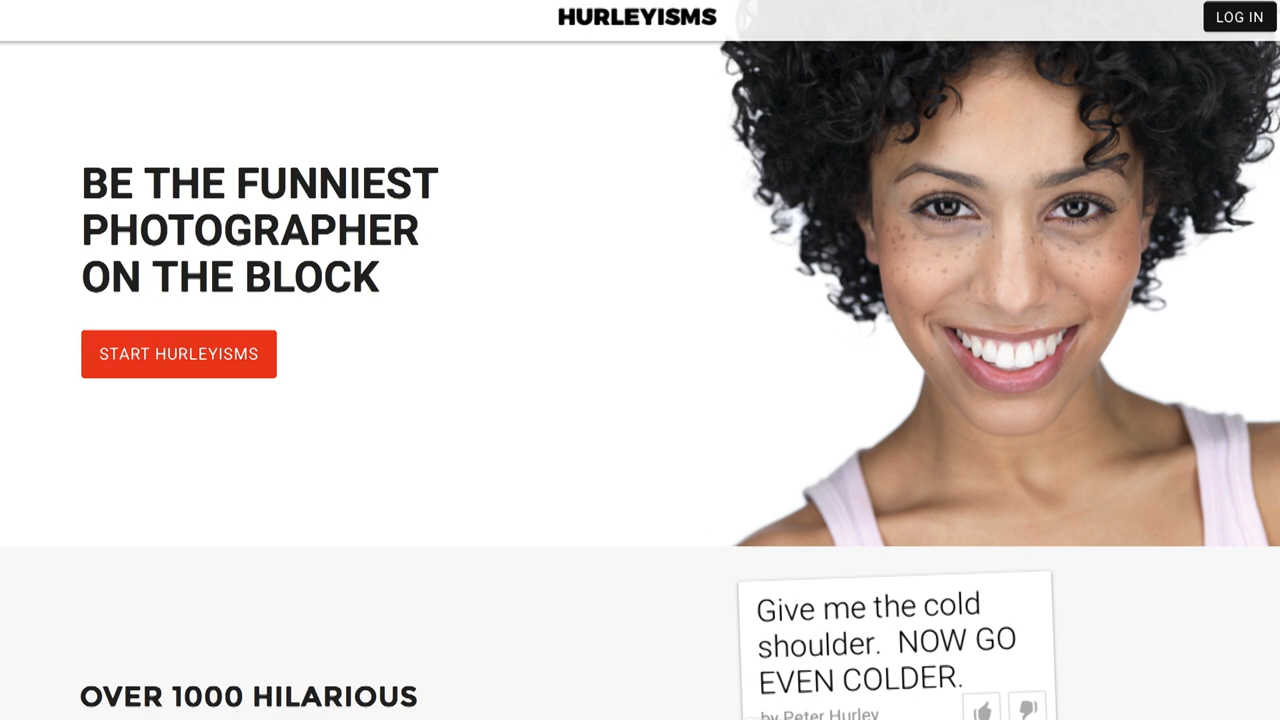 HURLEYISMS
LOG IN
BE THE FUNNIEST
PHOTOGRAPHER
ON THE BLOCK
START HURLEYISMS
Give me the cold
shoulder. NOW GO
EVEN COLDER.
by Peter Hurley
OVER 1000 HILARIOUS